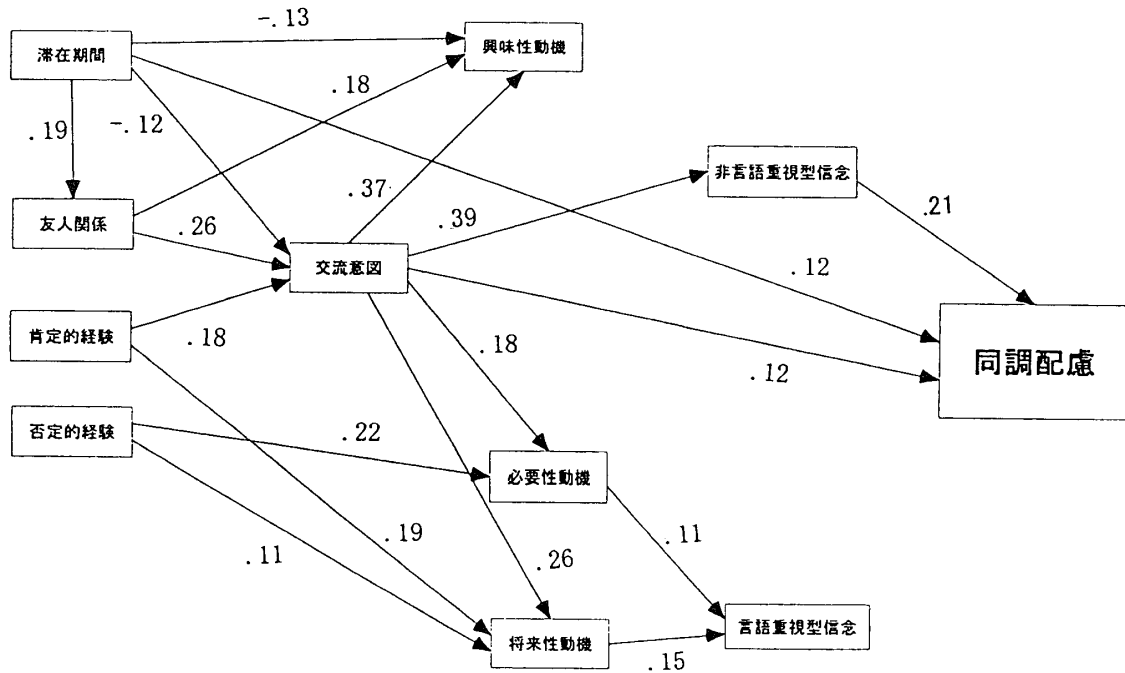 -.13
滞在期間
興味性動機
.18
.19
-.12
非言語重視型信念
.37
.21
友人関係
.26
.39
交流意図
.12
肯定的経験
.18
.18
同調配慮
.12
否定的経験
.22
必要性動機
.19
.11
.11
.26
言語重視型信念
将来性動機
.15